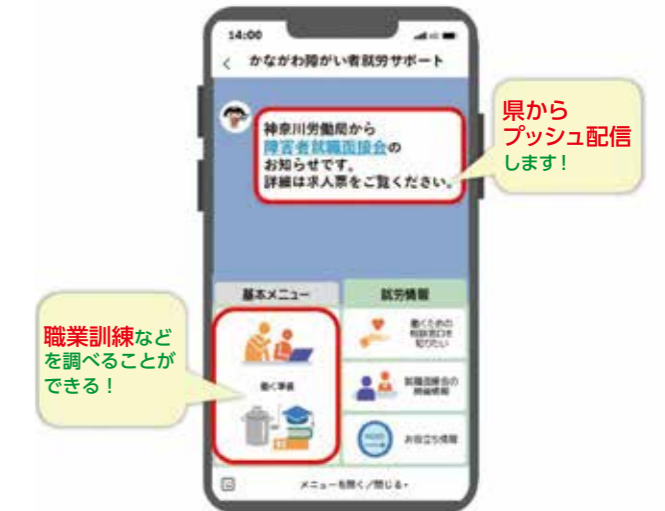 14:00
かながわ障がい者就労サポート
神奈川労働局から
障害者就職面接会の
お知らせです。
詳細は求人票をご覧ください。
県から
プッシュ配信
します！
基本メニュー
就労情報
職業訓練など
を調べることが
できる！
働く準備
働くための
相談窓口を
知りたい
就職面接会の
開催情報
お役立ち情報
メニューを開く／閉じる